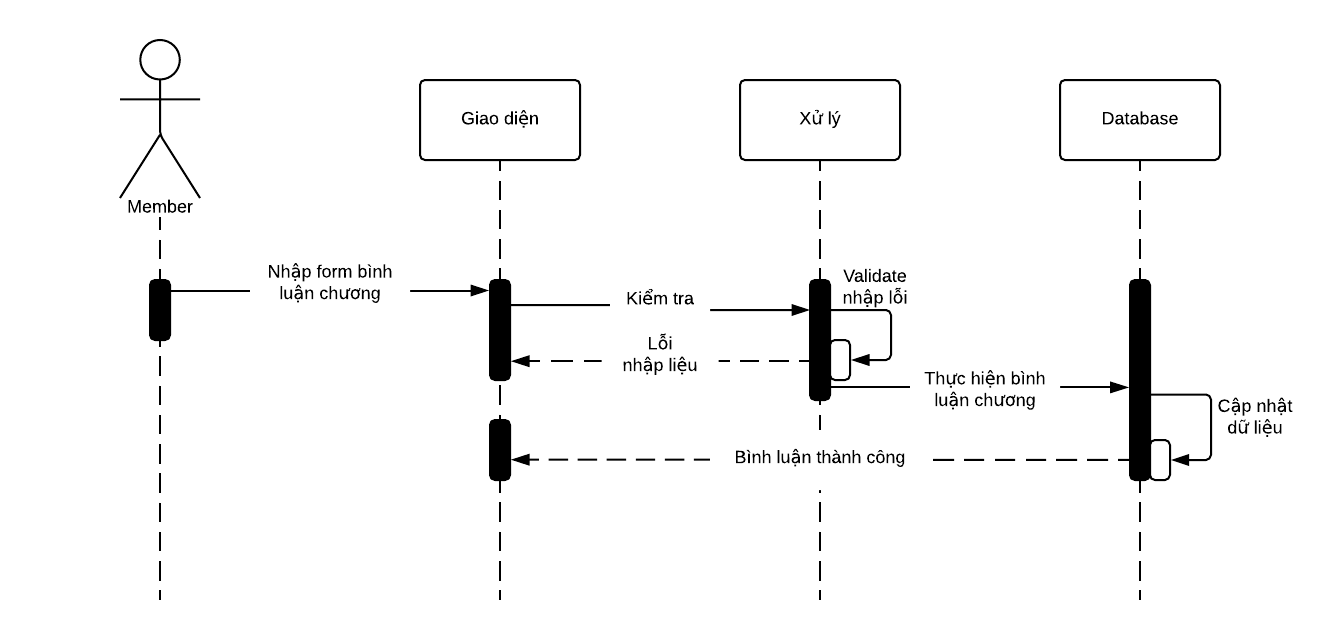 Giao diện
Xử lý
Database
Member
Nhập form bình
luận chương
Kiểm tra
Validate
nhập lỗi
Lỗi
nhập liệu
Thực hiện bình
luận chương
Cập nhật
dữ liệu
Bình luận thành công